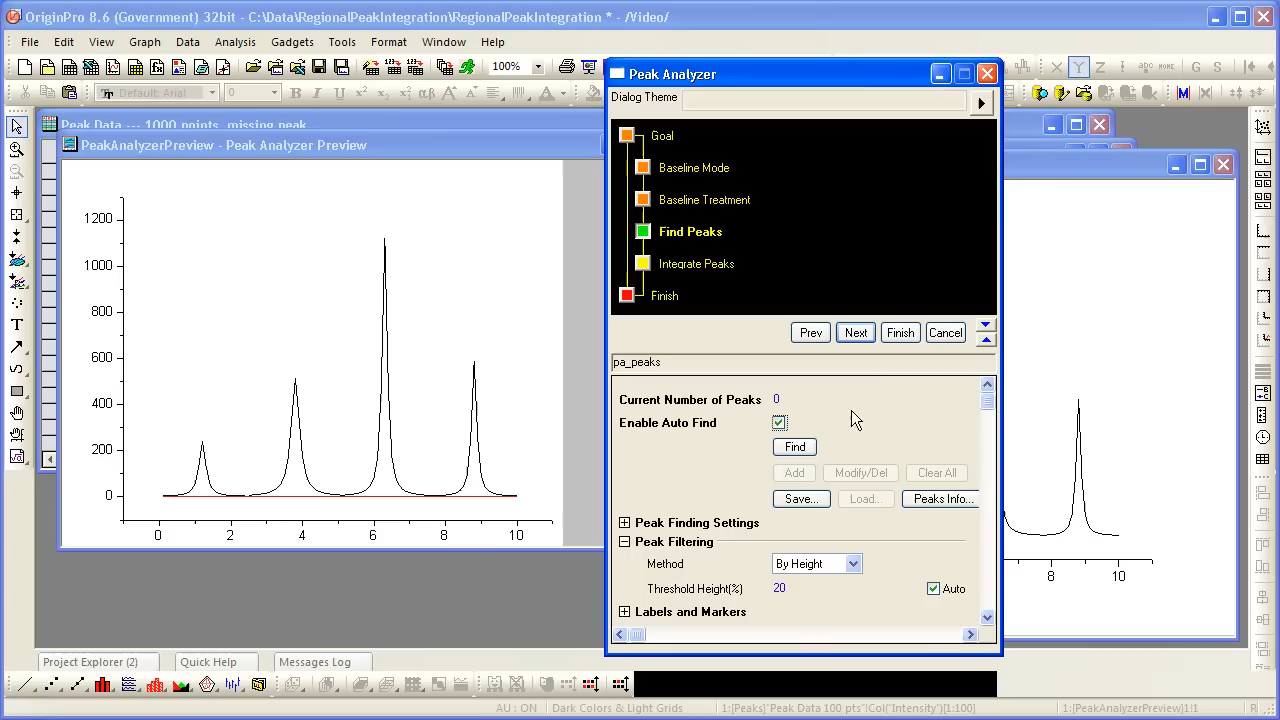 OriginPro 8.6 (Government) 32bit - C:\Data\RegionalPeakIntegration\RegionalPeakIntegration * - /Video/
File Edit View Graph Data Analysis Gadgets Tools Format Window Help
100%
Default: Arial 0
Peak Data --- 1000 points, missing peak
PeakAnalyzerPreview - Peak Analyzer Preview
1200
1000
800
600
400
200
0
0 2 4 6 8 10
Peak Analyzer
Dialog Theme
Goal
Baseline Mode
Baseline Treatment
Find Peaks
Integrate Peaks
Finish
Prev Next Finish Cancel
pa_peaks
Current Number of Peaks 0
Enable Auto Find
Find
Add Modify/Del Clear All
Save... Load... Peaks Info...
Peak Finding Settings
Peak Filtering
Method By Height
Threshold Height(%) 20 Auto
Labels and Markers
8 10
Project Explorer (2) Quick Help Messages Log
AU : ON Dark Colors & Light Grids 1:[Peaks]"Peak Data 100 pts"!Col("Intensity")[1:100] 1:[PeakAnalyzerPreview]1!1 R